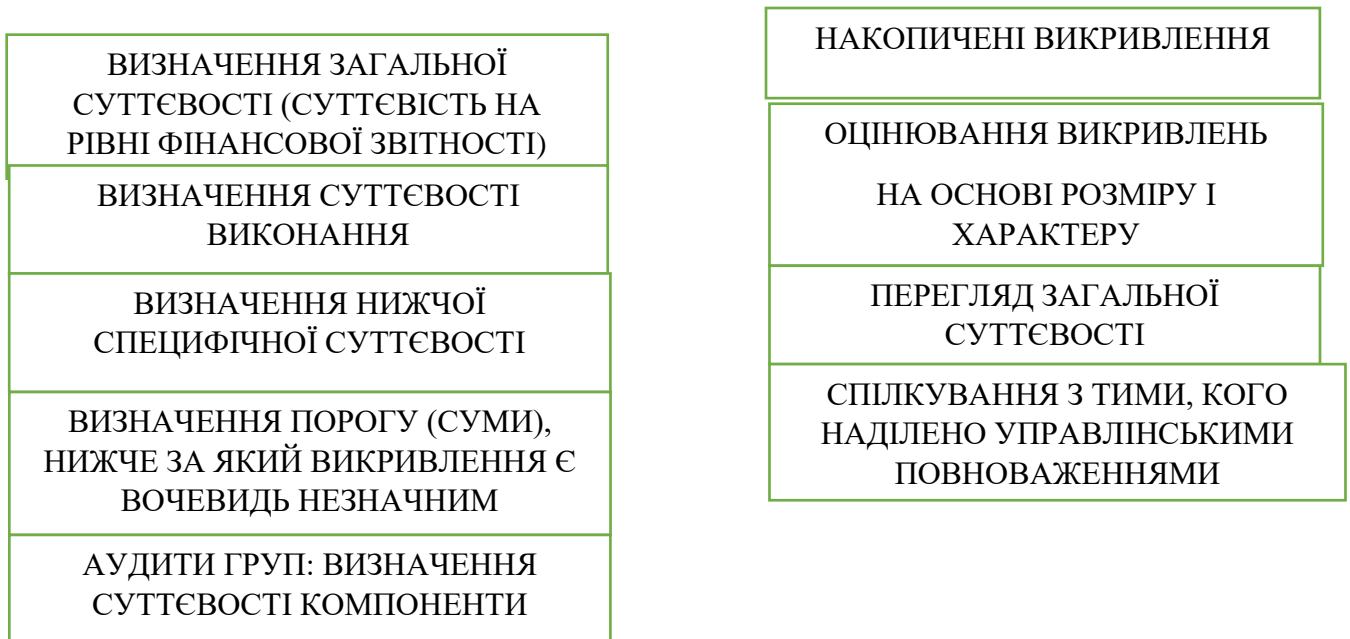 ВИЗНАЧЕННЯ ЗАГАЛЬНОЇ
СУТТЄВОСТІ (СУТТЄВІСТЬ НА
РІВНІ ФІНАНСОВОЇ ЗВІТНОСТІ)
ВИЗНАЧЕННЯ СУТТЄВОСТІ
ВИКОНАННЯ
ВИЗНАЧЕННЯ НИЖЧОЇ
СПЕЦИФІЧНОЇ СУТТЄВОСТІ
ВИЗНАЧЕННЯ ПОРОГУ (СУМИ),
НИЖЧЕ ЗА ЯКИЙ ВИКРИВЛЕННЯ Є
ВОЧЕВИДЬ НЕЗНАЧНИМ
АУДИТИ ГРУП: ВИЗНАЧЕННЯ
СУТТЄВОСТІ КОМПОНЕНТИ
НАКОПИЧЕНІ ВИКРИВЛЕННЯ
ОЦІНЮВАННЯ ВИКРИВЛЕНЬ
НА ОСНОВІ РОЗМІРУ І
ХАРАКТЕРУ
ПЕРЕГЛЯД ЗАГАЛЬНОЇ
СУТТЄВОСТІ
СПІЛКУВАННЯ З ТИМИ, КОГО
НАДІЛЕНО УПРАВЛІНСЬКИМИ
ПОВНОВАЖЕННЯМИ